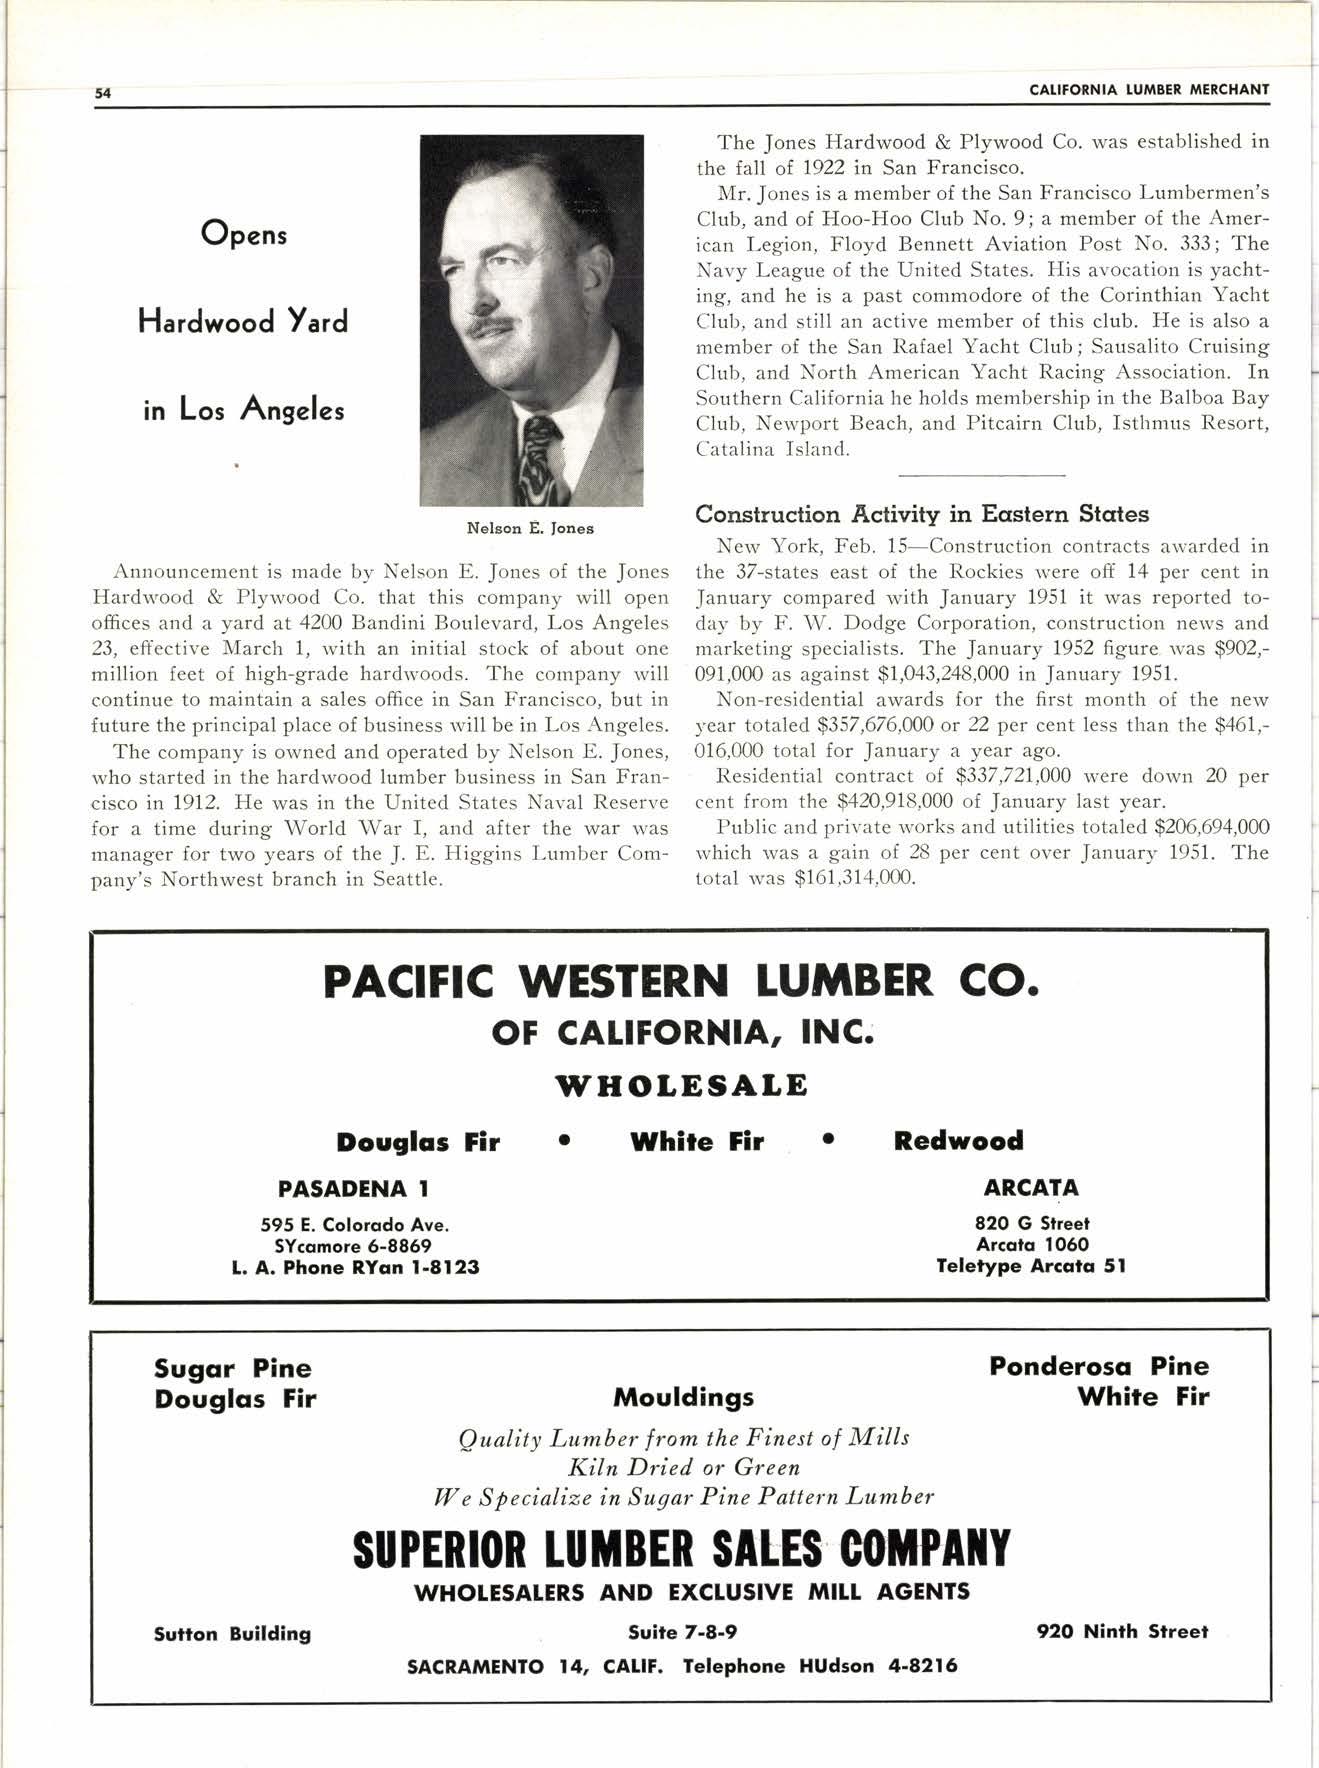 54
CALIFORNIA LUMBER MERCHANT
Opens
Hardwood Yard
in Los Angeles
Nelson E. Jones
Announcement is made by Nelson E. Jones of the Jones
Hardwood & Plywood Co. that this company will open
offices and a yard at 4200 Bandini Boulevard, Los Angeles
23, effective March 1, with an initial stock of about one
million feet of high-grade hardwoods. The company will
continue to maintain a sales office in San Francisco, but in
future the principal place of business will be in Los Angeles.
The company is owned and operated by Nelson E. Jones,
who started in the hardwood lumber business in San Fran-
cisco in 1912. He was in the United States Naval Reserve
for a time during World War I, and after the war was
manager for two years of the J. E. Higgins Lumber Com-
pany's Northwest branch in Seattle.
The Jones Hardwood & Plywood Co. was established in
the fall of 1922 in San Francisco.
Mr. Jones is a member of the San Francisco Lumbermen's
Club, and of Hoo-Hoo Club No. 9; a member of the Amer-
ican Legion, Floyd Bennett Aviation Post No. 333; The
Navy League of the United States. His avocation is yacht-
ing, and he is a past commodore of the Corinthian Yacht
Club, and still an active member of this club. He is also a
member of the San Rafael Yacht Club; Sausalito Cruising
Club, and North American Yacht Racing Association. In
Southern California he holds membership in the Balboa Bay
Club, Newport Beach, and Pitcairn Club, Isthmus Resort,
Catalina Island.
Construction Activity in Eastern States
New York, Feb. 15—Construction contracts awarded in
the 37-states east of the Rockies were off 14 per cent in
January compared with January 1951 it was reported to-
day by F. W. Dodge Corporation, construction news and
marketing specialists. The January 1952 figure was $902,-
091,000 as against $1,043,248,000 in January 1951.
Non-residential awards for the first month of the new
year totaled $357,676,000 or 22 per cent less than the $461,-
016,000 total for January a year ago.
Residential contract of $337,721,000 were down 20 per
cent from the $420,918,000 of January last year.
Public and private works and utilities totaled $206,694,000
which was a gain of 28 per cent over January 1951. The
total was $161,314,000.
PACIFIC WESTERN LUMBER CO.
OF CALIFORNIA, INC.
WHOLESALE
Douglas Fir • White Fir • Redwood
PASADENA 1
595 E. Colorado Ave.
SYcamore 6-8869
L. A. Phone RYan 1-8123
ARCATA
820 G Street
Arcata 1060
Teletype Arcata 51
Sugar Pine
Douglas Fir
Mouldings
Ponderosa Pine
White Fir
Quality Lumber from the Finest of Mills
Kiln Dried or Green
We Specialize in Sugar Pine Pattern Lumber
SUPERIOR LUMBER SALES COMPANY
WHOLESALERS AND EXCLUSIVE MILL AGENTS
Sutton Building Suite 7-8-9 920 Ninth Street
SACRAMENTO 14, CALIF. Telephone HUdson 4-8216